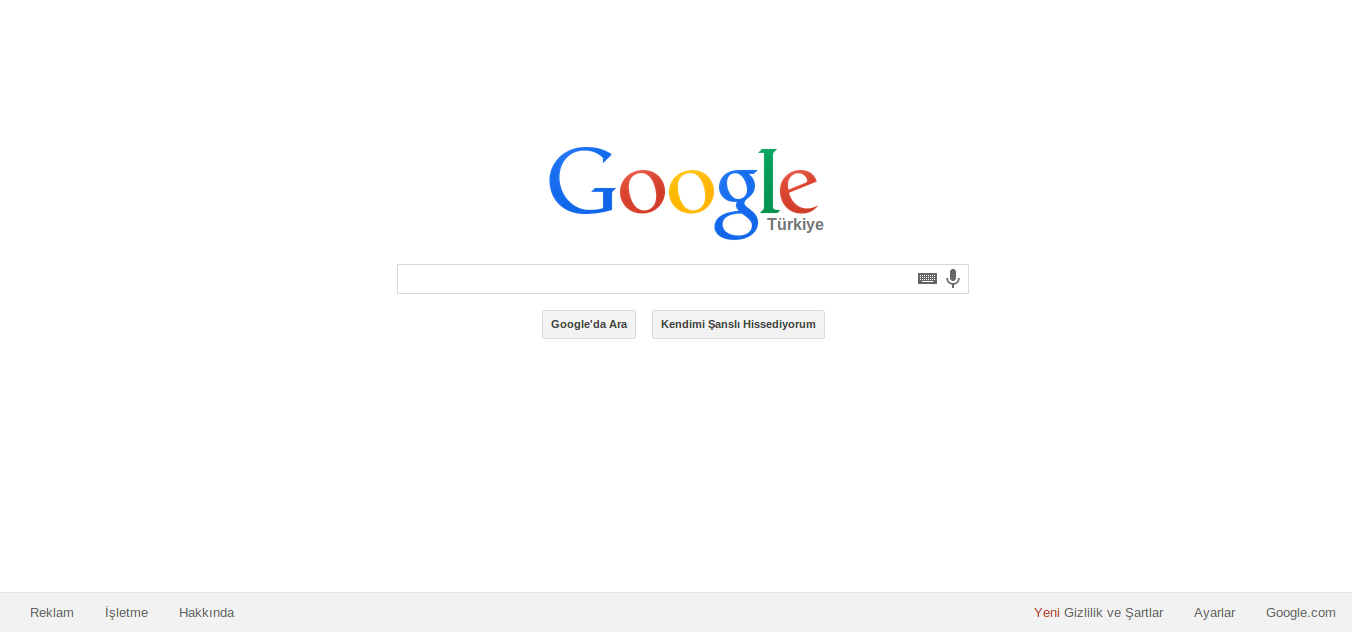 Google
Türkiye
Google'da Ara Kendimi Şanslı Hissediyorum
Reklam İşletme Hakkında Yeni Gizlilik ve Şartlar Ayarlar Google.com